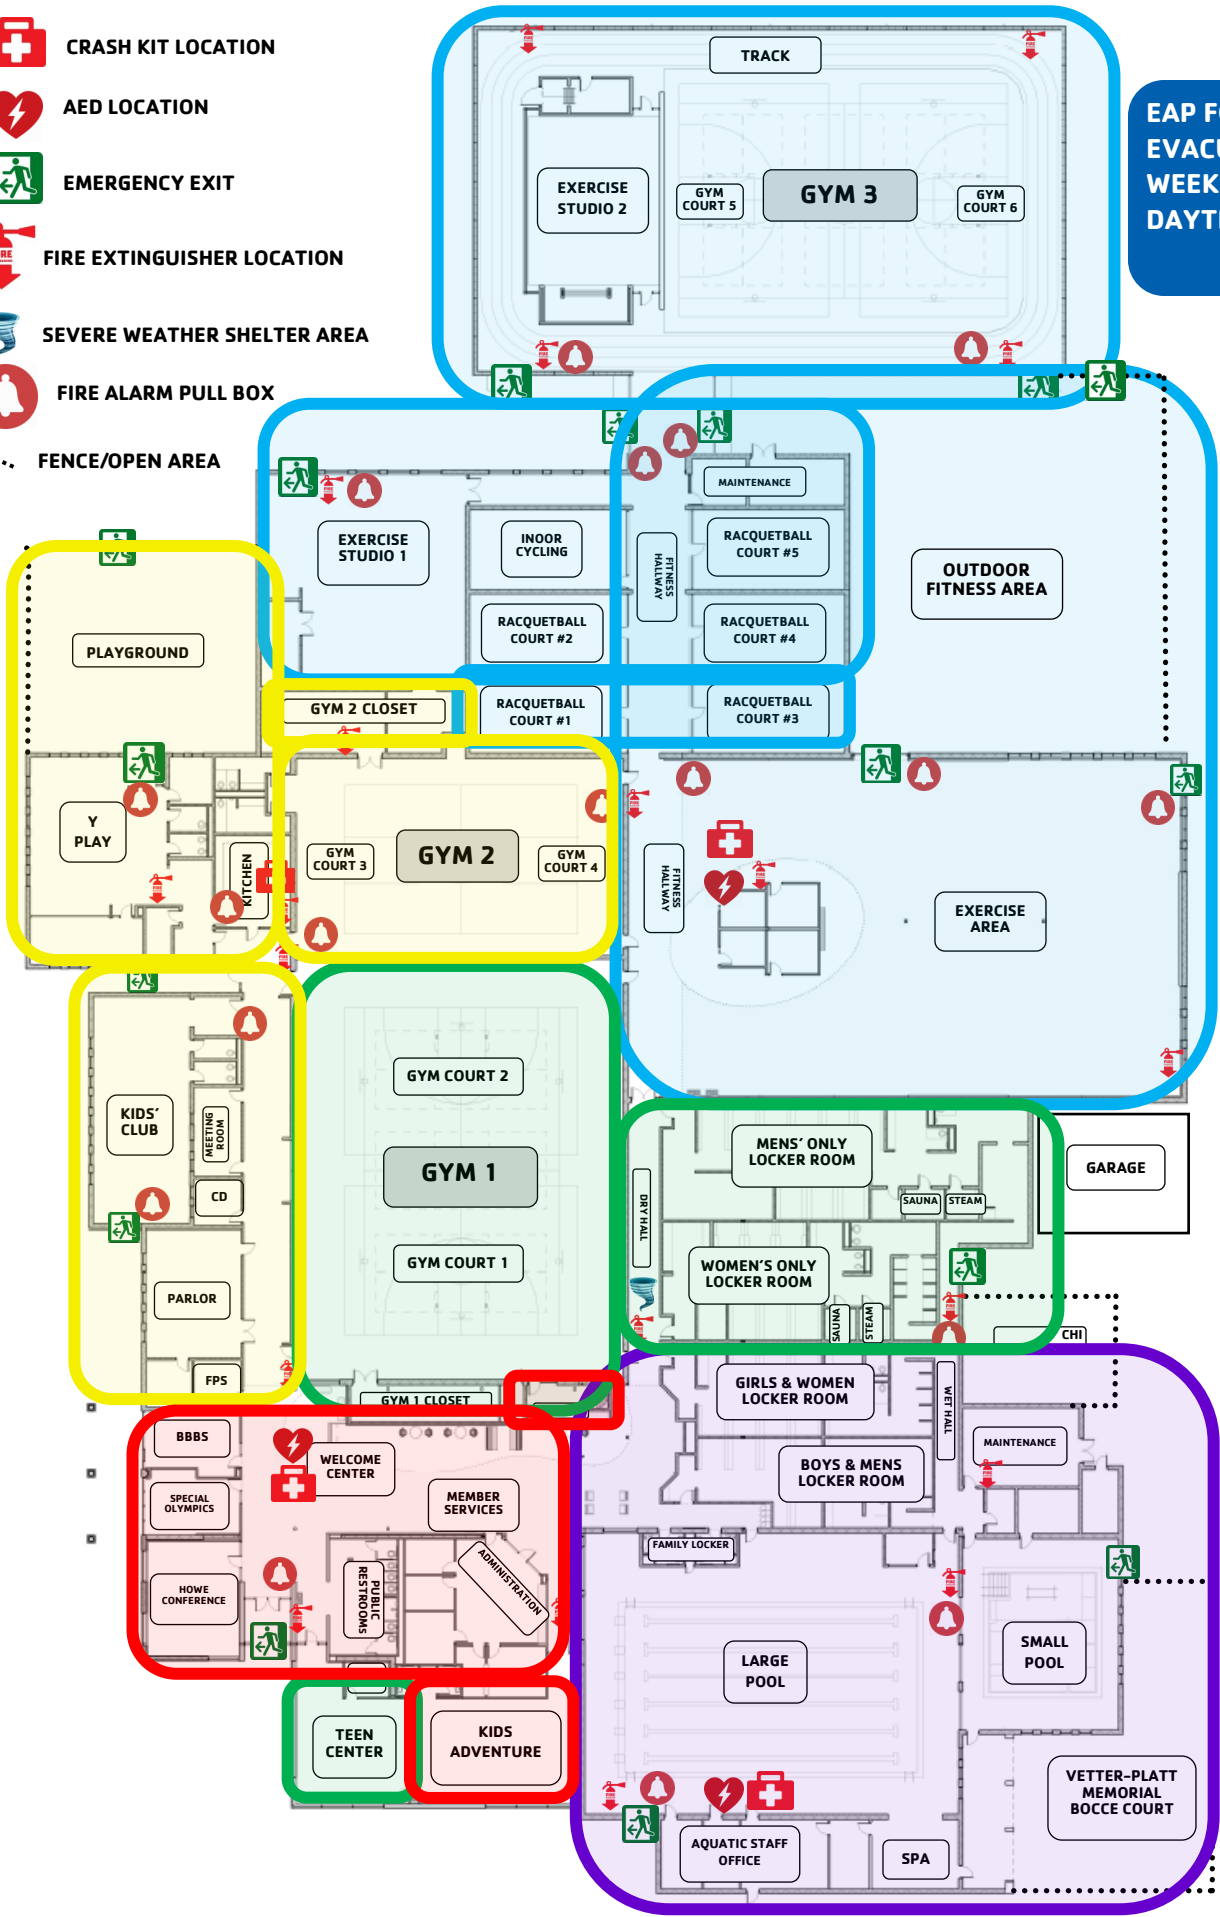 CRASH KIT LOCATION
AED LOCATION
EMERGENCY EXIT
FIRE EXTINGUISHER LOCATION
SEVERE WEATHER SHELTER AREA
FIRE ALARM PULL BOX
FENCE/OPEN AREA
EAP F
EVACU
WEEK
DAYT
TRACK
EXERCISE
STUDIO 2
GYM
COURT 5
GYM 3
GYM
COURT 6
MAINTENANCE
EXERCISE
STUDIO 1
INOOR
CYCLING
FITNESS
HALLWAY
RACQUETBALL
COURT #5
OUTDOOR
FITNESS AREA
RACQUETBALL
COURT #2
RACQUETBALL
COURT #4
PLAYGROUND
GYM 2 CLOSET
RACQUETBALL
COURT #1
RACQUETBALL
COURT #3
Y
PLAY
KITCHEN
GYM
COURT 3
GYM 2
GYM
COURT 4
FITNESS
HALLWAY
EXERCISE
AREA
KIDS'
CLUB
MEETING
ROOM
CD
PARLOR
FPS
GYM COURT 2
GYM 1
GYM COURT 1
GYM 1 CLOSET
MENS' ONLY
LOCKER ROOM
SAUNA
STEAM
GARAGE
DRY HALL
WOMEN'S ONLY
LOCKER ROOM
SAUNA
STEAM
CHI
GIRLS & WOMEN
LOCKER ROOM
WET HALL
BOYS & MENS
LOCKER ROOM
MAINTENANCE
BBBS
WELCOME
CENTER
SPECIAL
OLYMPICS
MEMBER
SERVICES
HOWE
CONFERENCE
PUBLIC
RESTROOMS
ADMINISTRATION
FAMILY LOCKER
LARGE
POOL
SMALL
POOL
TEEN
CENTER
KIDS
ADVENTURE
VETTER-PLATT
MEMORIAL
BOCCE COURT
AQUATIC STAFF
OFFICE
SPA